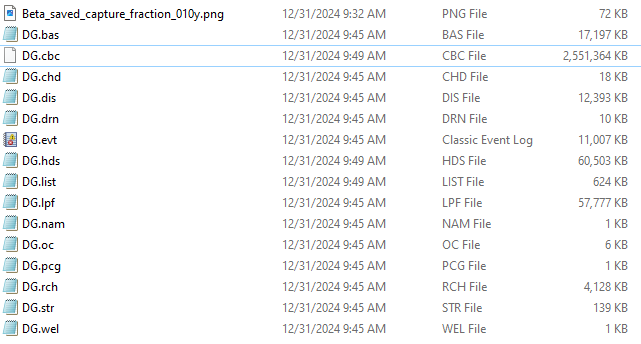 Beta_saved_capture_fraction_010y.png 12/31/2024 9:32 AM PNG File 72 KB
DG.bas 12/31/2024 9:45 AM BAS File 17,197 KB
DG.cbc 12/31/2024 9:49 AM CBC File 2,551,364 KB
DG.chd 12/31/2024 9:45 AM CHD File 18 KB
DG.dis 12/31/2024 9:45 AM DIS File 12,393 KB
DG.drn 12/31/2024 9:45 AM DRN File 10 KB
DG.evt 12/31/2024 9:45 AM Classic Event Log 11,007 KB
DG.hds 12/31/2024 9:49 AM HDS File 60,503 KB
DG.list 12/31/2024 9:49 AM LIST File 624 KB
DG.lpf 12/31/2024 9:45 AM LPF File 57,777 KB
DG.nam 12/31/2024 9:45 AM NAM File 1 KB
DG.oc 12/31/2024 9:45 AM OC File 6 KB
DG.pcg 12/31/2024 9:45 AM PCG File 1 KB
DG.rch 12/31/2024 9:45 AM RCH File 4,128 KB
DG.str 12/31/2024 9:45 AM STR File 139 KB
DG.wel 12/31/2024 9:45 AM WEL File 1 KB